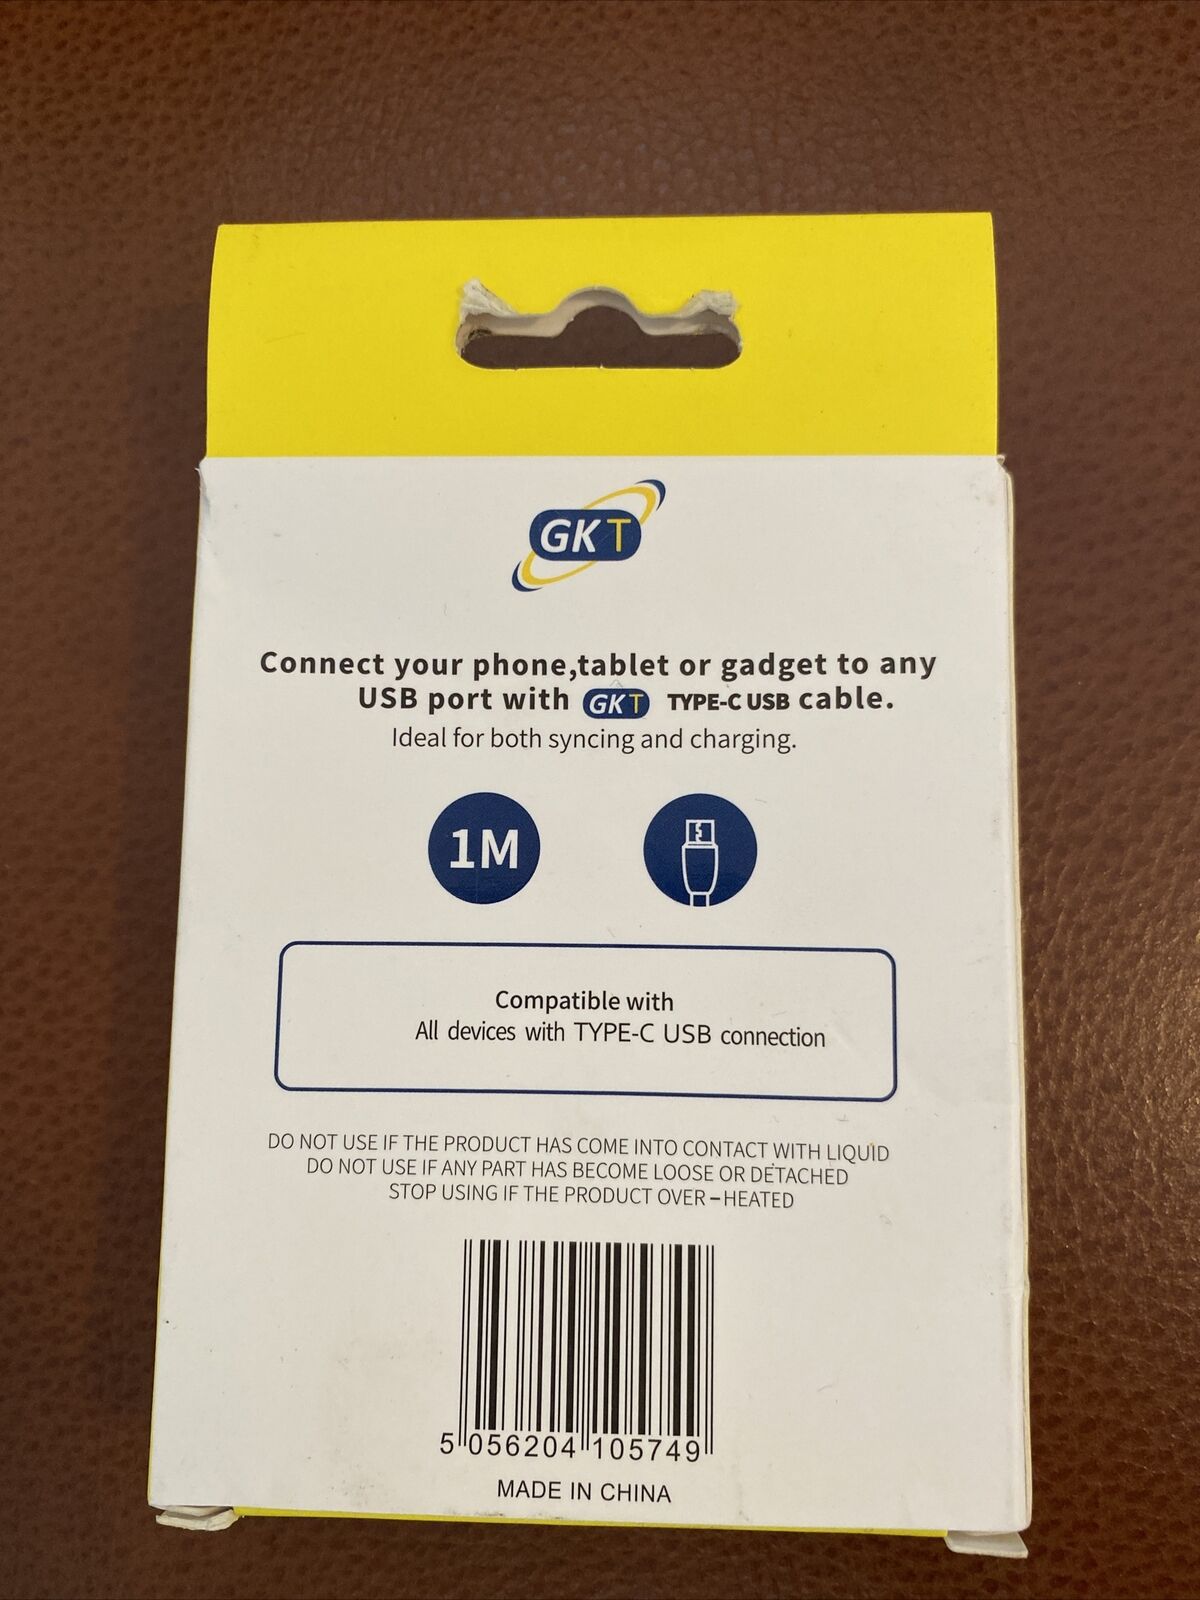 GKT
Connect your phone,tablet or gadget to any
USB port with GKT TYPE-C USB cable.
Ideal for both syncing and charging.
1M
Compatible with
All devices with TYPE-C USB connection
DO NOT USE IF THE PRODUCT HAS COME INTO CONTACT WITH LIQUID
DO NOT USE IF ANY PART HAS BECOME LOOSE OR DETACHED
STOP USING IF THE PRODUCT OVER-HEATED
5 056204 105749
MADE IN CHINA